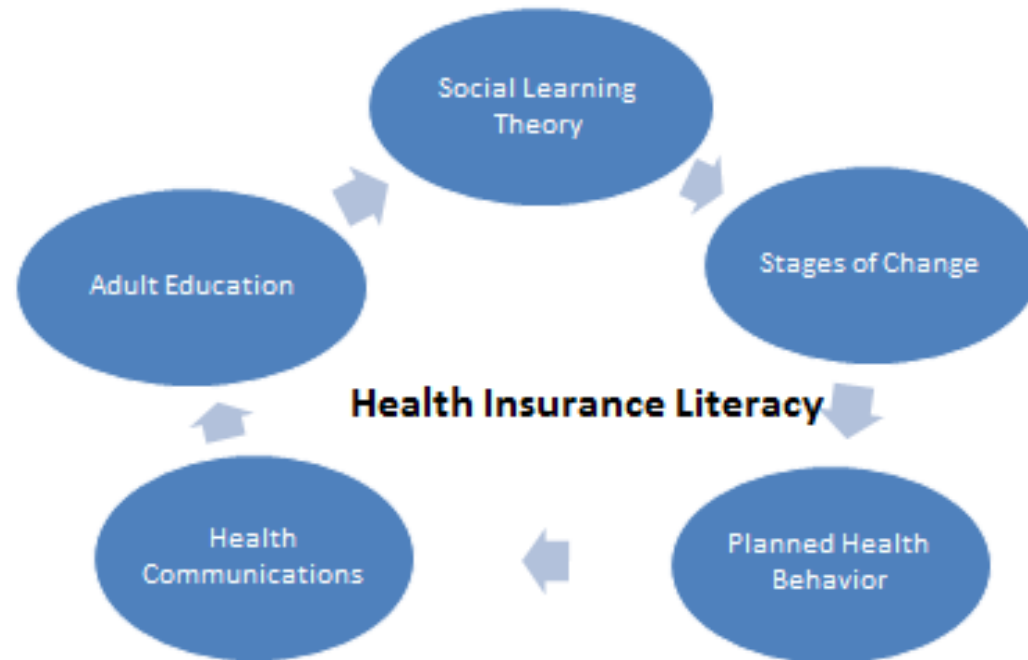 Social Learning
Theory
Stages of Change
Adult Education
Health Insurance Literacy
Planned Health
Behavior
Health
Communications